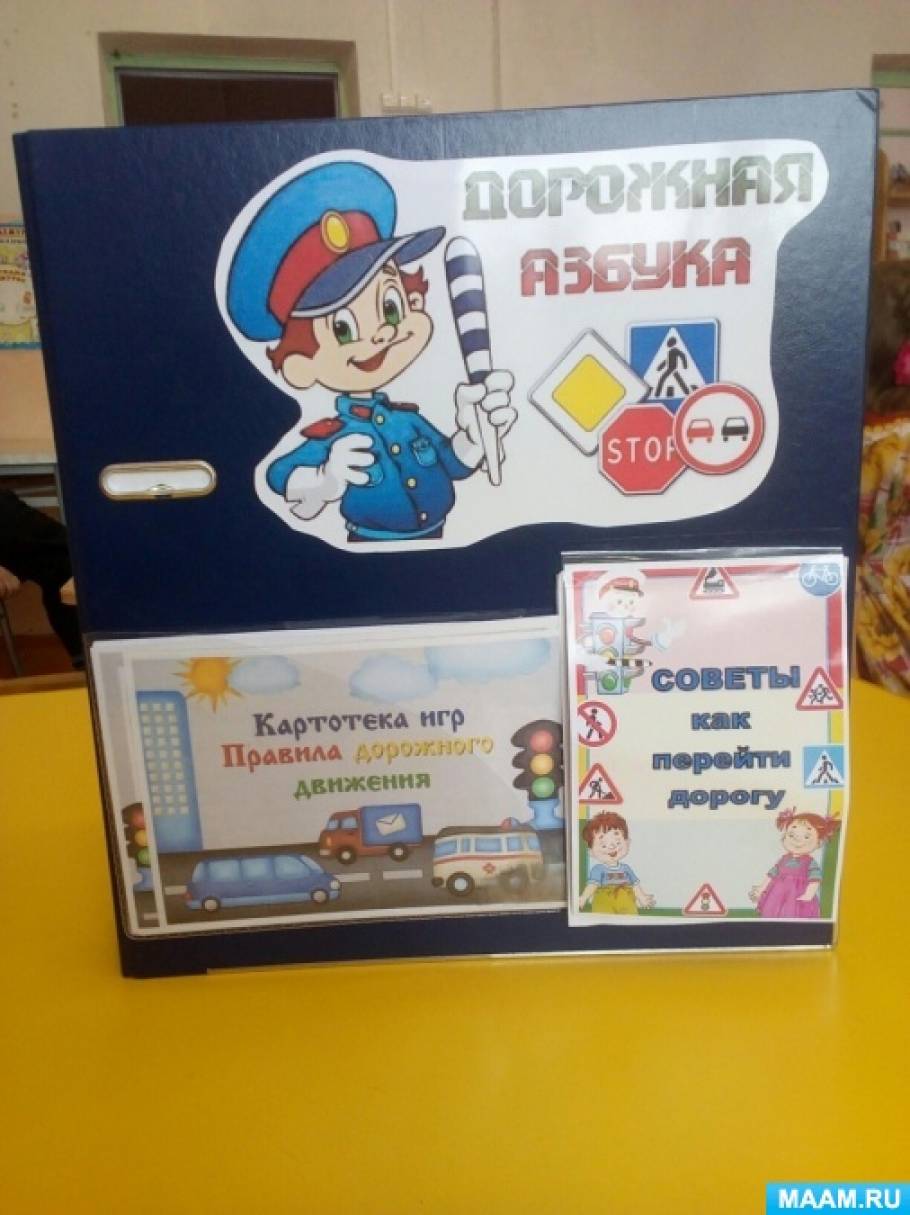 ДОРОЖНАЯ
АЗБУКА
STOP
Картотека игр
Правила дорожного
движения
СОВЕТЫ
как
перейти
дорогу
MAAM.RU